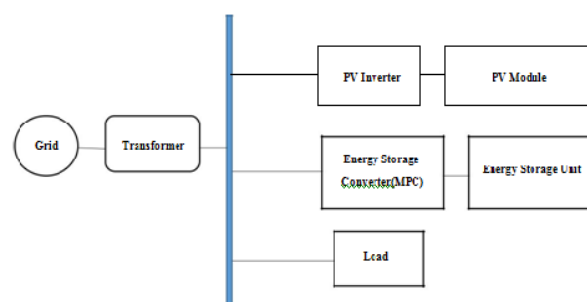 Grid
Transformer
PV Inverter
PV Module
Energy Storage
Converter(MPC)
Energy Storage Unit
Load